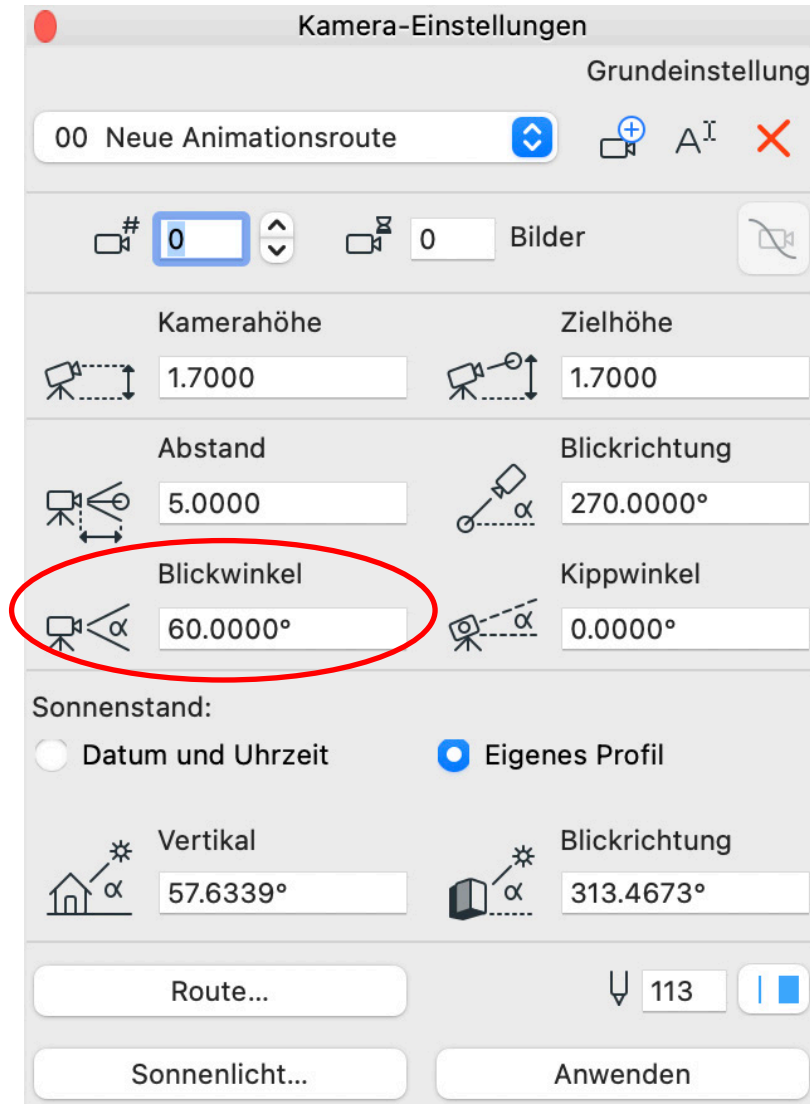 Kamera-Einstellungen
Grundeinstellung
00 Neue Animationsroute
A
# 0 0 Bilder
Kamerahöhe Zielhöhe
1.7000 1.7000
Abstand Blickrichtung
5.0000 α 270.0000°
Blickwinkel Kippwinkel
α 60.0000° α 0.0000°
Sonnenstand:
Datum und Uhrzeit Eigenes Profil
Vertikal Blickrichtung
α 57.6339° α 313.4673°
Route... 113
Sonnenlicht... Anwenden